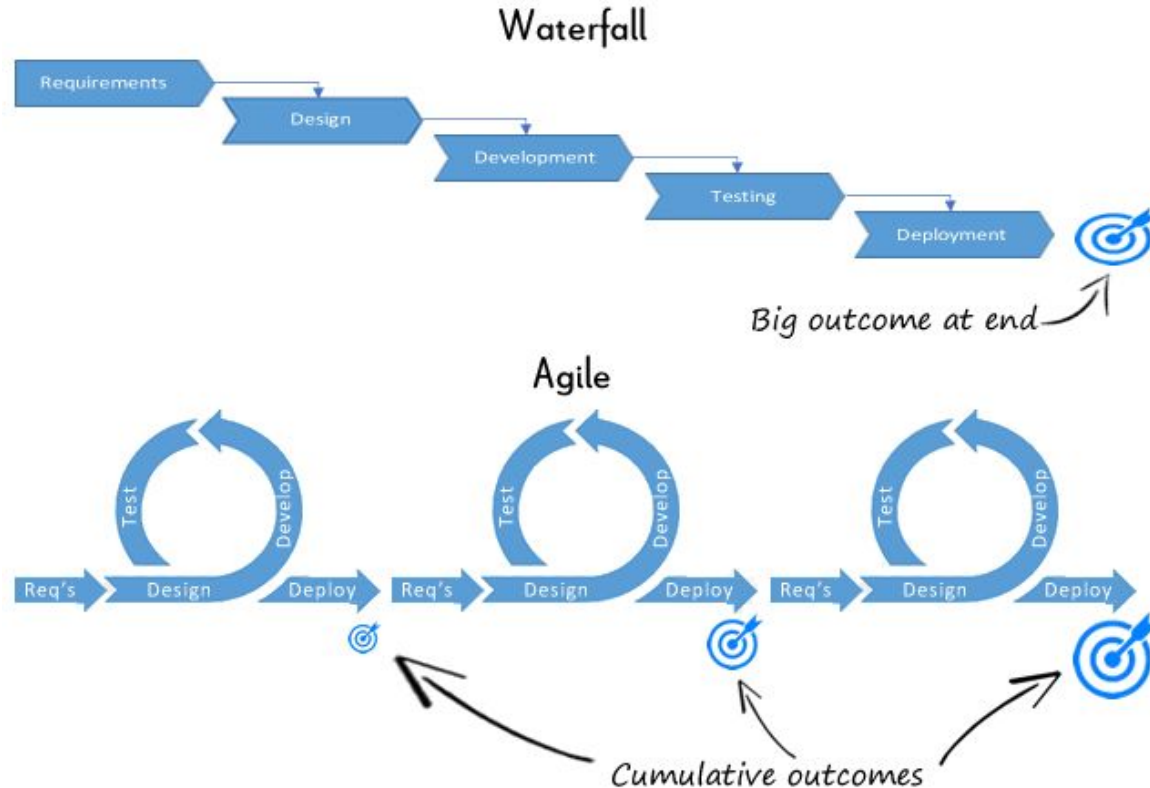 Waterfall
Requirements
Design
Development
Testing
Deployment
Big outcome at end
Agile
Test
Develop
Req's
Design
Deploy
Test
Develop
Req's
Design
Deploy
Test
Develop
Req's
Design
Deploy
Cumulative outcomes